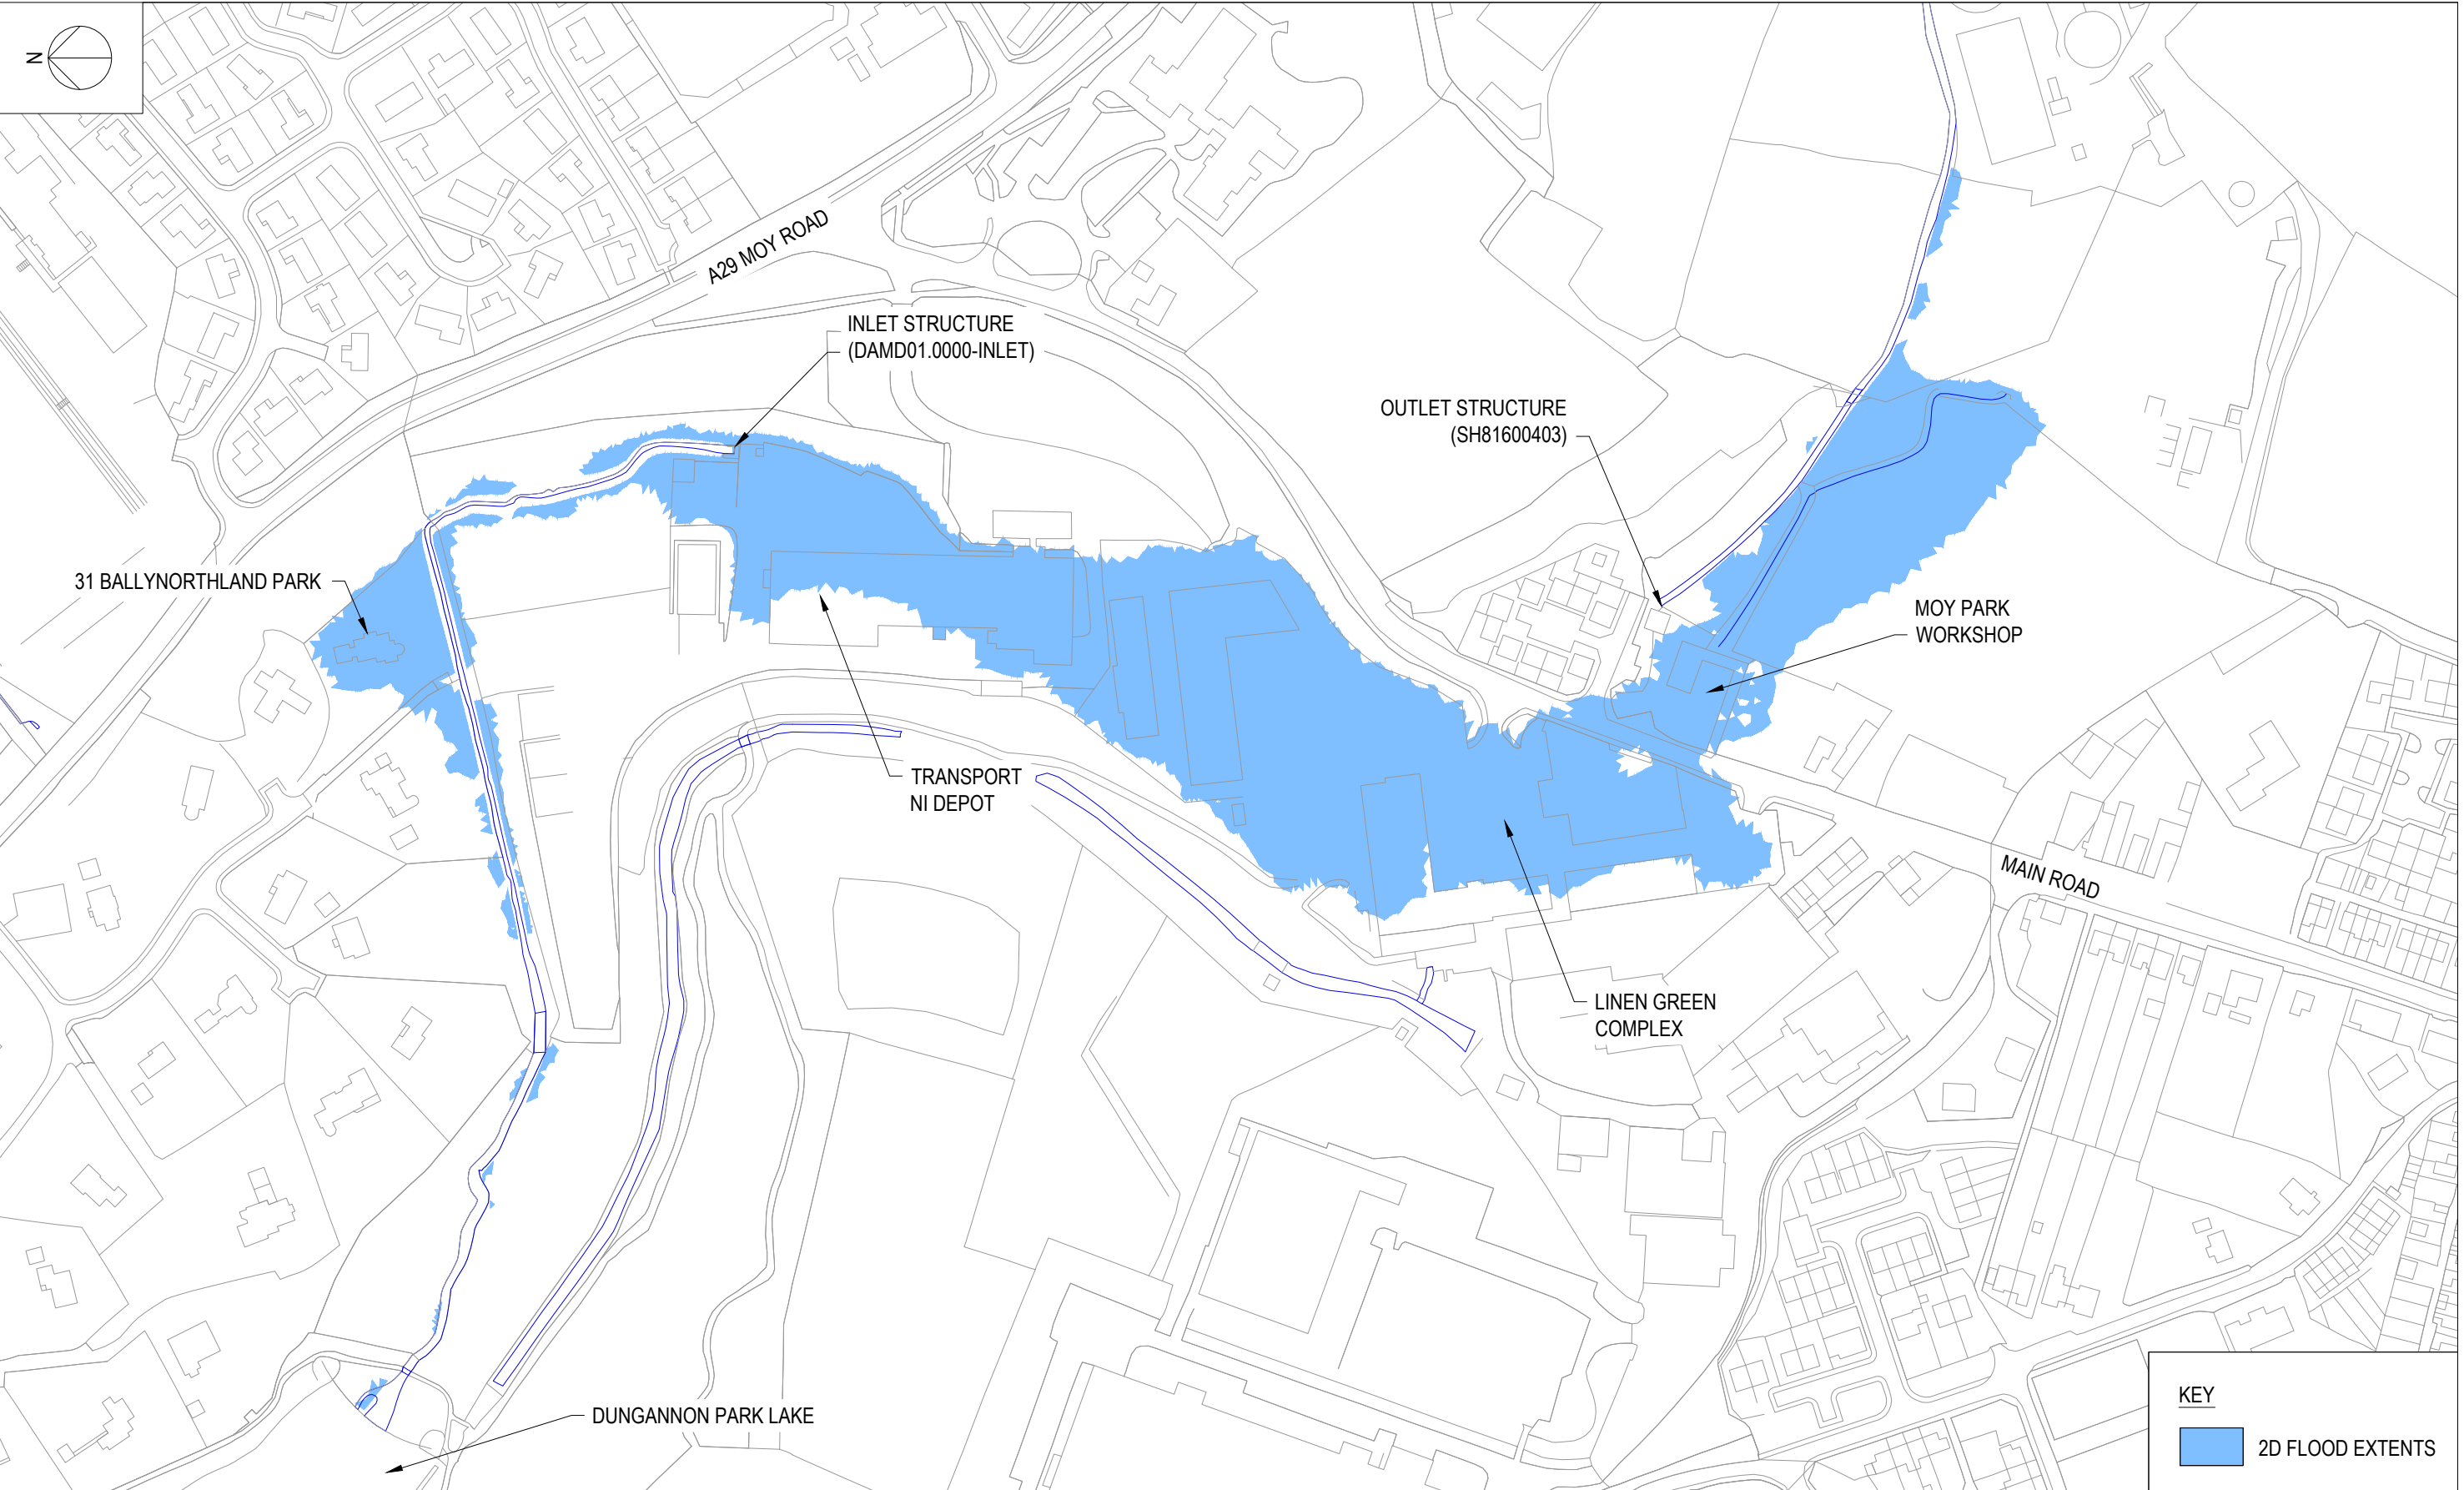 N
A29 MOY ROAD
INLET STRUCTURE
(DAMD01.0000-INLET)
OUTLET STRUCTURE
(SH81600403)
31 BALLYNORTHLAND PARK
MOY PARK
WORKSHOP
TRANSPORT
NI DEPOT
MAIN ROAD
LINEN GREEN
COMPLEX
DUNGANNON PARK LAKE
KEY
2D FLOOD EXTENTS